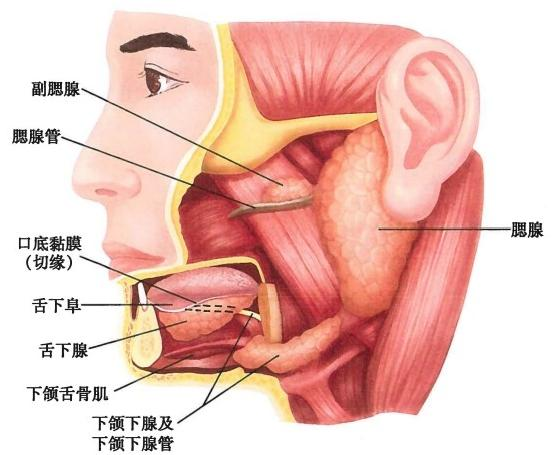 副腮腺
腮腺管
口底黏膜
（切缘）
舌下阜
舌下腺
下颌舌骨肌
下颌下腺及
下颌下腺管
腮腺